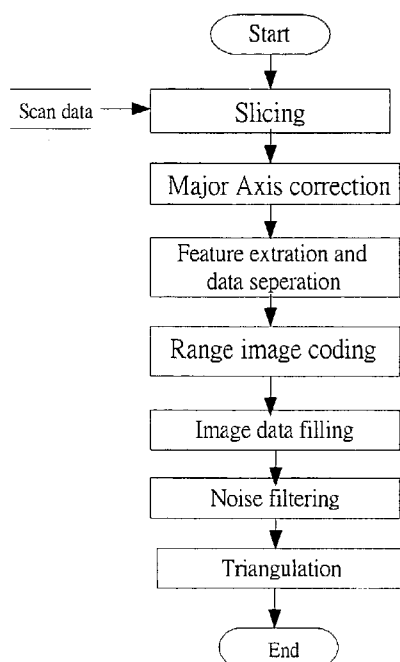 Start
Scan data
Slicing
Major Axis correction
Feature extration and
data seperation
Range image coding
Image data filling
Noise filtering
Triangulation
End